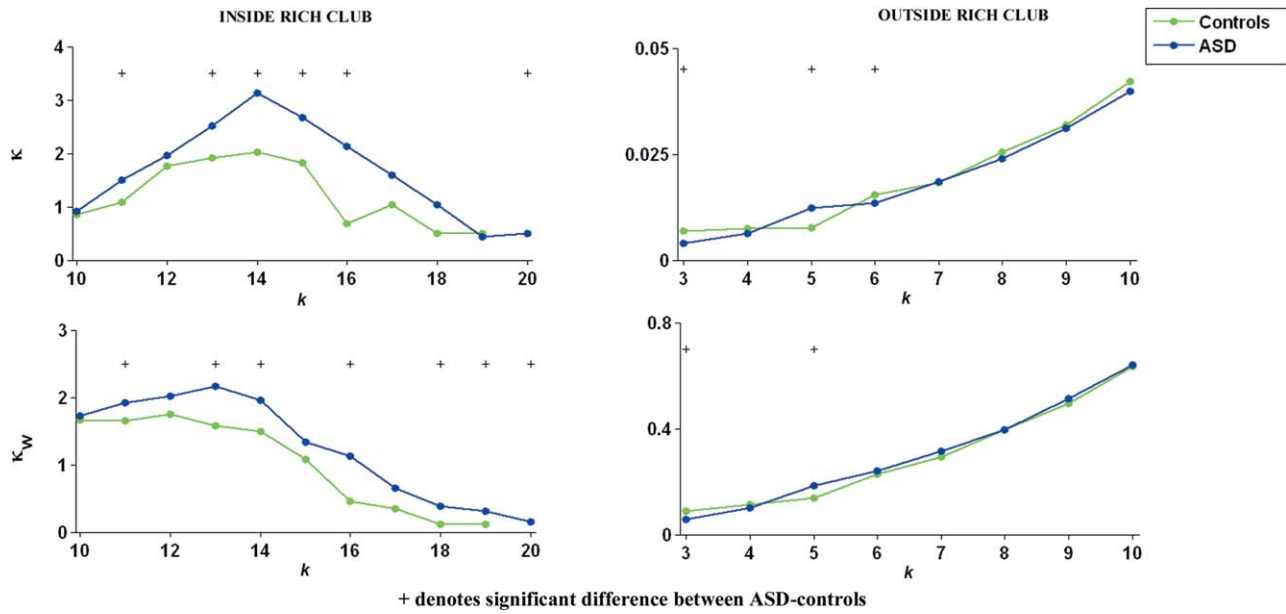 INSIDE RICH CLUB
OUTSIDE RICH CLUB
Controls
ASD
4
3
2
1
0
κ
10 12 14 16 18 20
k
+ + + + + +
0.05
0.025
0
3 4 5 6 7 8 9 10
k
+ + +
3
2
1
0
κW
10 12 14 16 18 20
k
+ + + + + + +
0.8
0.4
0
3 4 5 6 7 8 9 10
k
+ +
+ denotes significant difference between ASD-controls